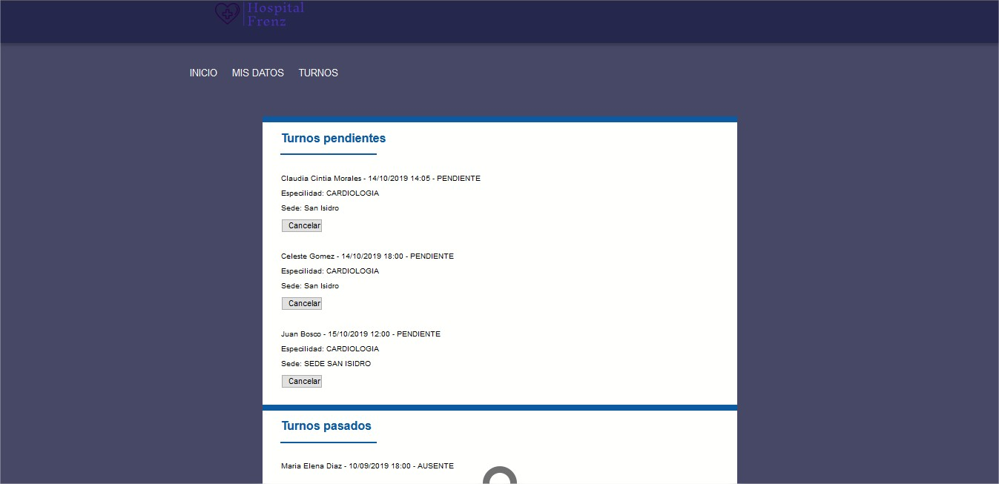 Hospital
Frenz
INICIO MIS DATOS TURNOS
Turnos pendientes
Claudia Cintia Morales - 14/10/2019 14:05 - PENDIENTE
Especilidad: CARDIOLOGIA
Sede: San Isidro
Cancelar
Celeste Gomez - 14/10/2019 18:00 - PENDIENTE
Especilidad: CARDIOLOGIA
Sede: San Isidro
Cancelar
Juan Bosco - 15/10/2019 12:00 - PENDIENTE
Especilidad: CARDIOLOGIA
Sede: SEDE SAN ISIDRO
Cancelar
Turnos pasados
Maria Elena Diaz - 10/09/2019 18:00 - AUSENTE